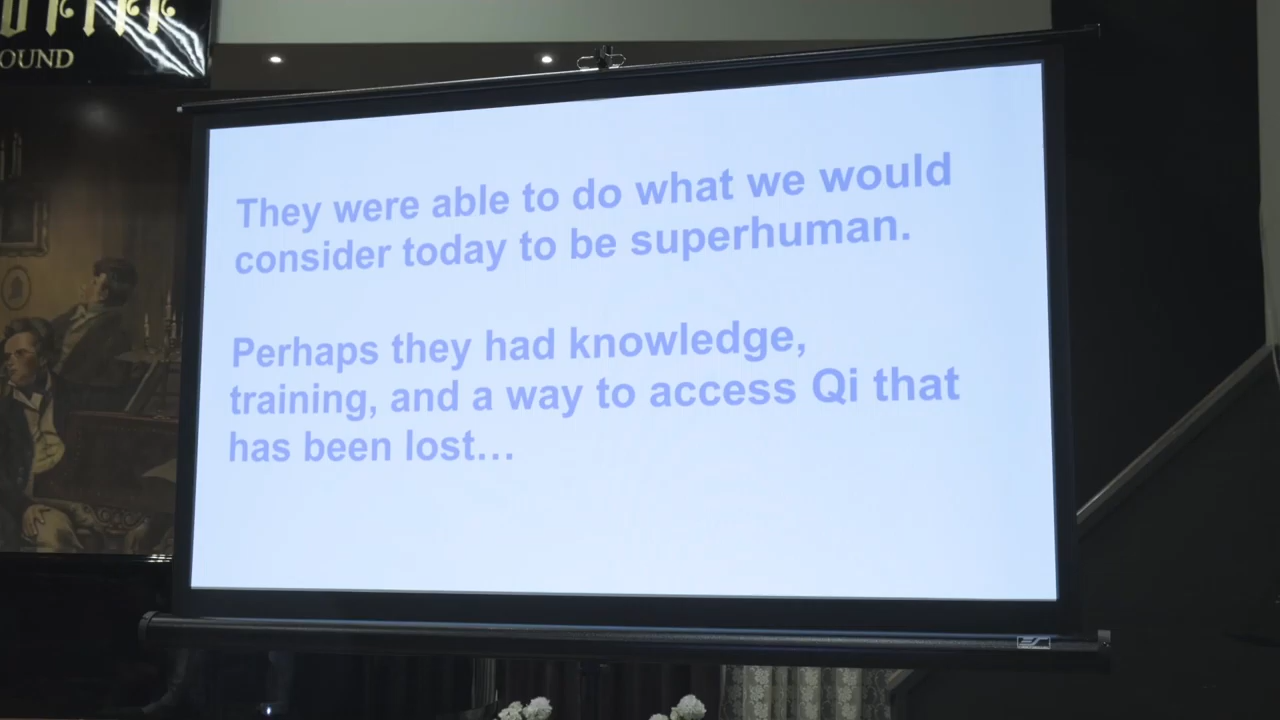 OUND
They were able to do what we would
consider today to be superhuman.
Perhaps they had knowledge,
training, and a way to access Qi that
has been lost…